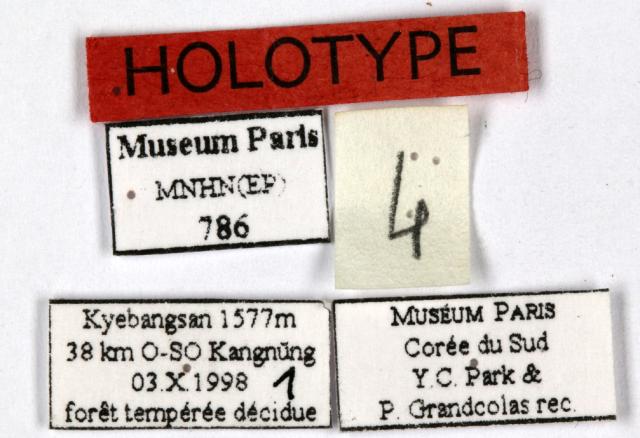 HOLOTYPE
Museum Paris
MNHN(EP)
786
4
Kyebangsan 1577m
38 km O-SO Kangnŭng
03.X.1998 1
forêt tempérée décidue
MUSÉUM PARIS
Corée du Sud
Y.C. Park &
P. Grandcolas rec.